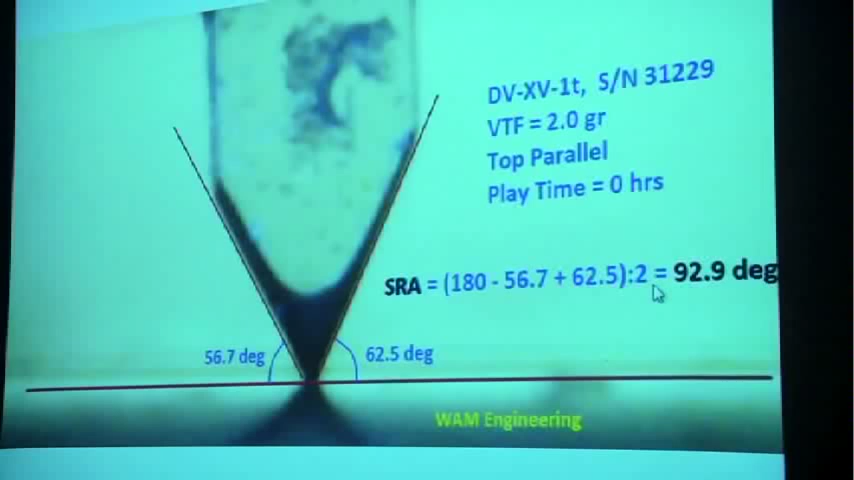 DV-XV-1t, S/N 31229
VTF = 2.0 gr
Top Parallel
Play Time = 0 hrs
SRA = (180 - 56.7 + 62.5):2 = 92.9 deg
56.7 deg
62.5 deg
WAM Engineering